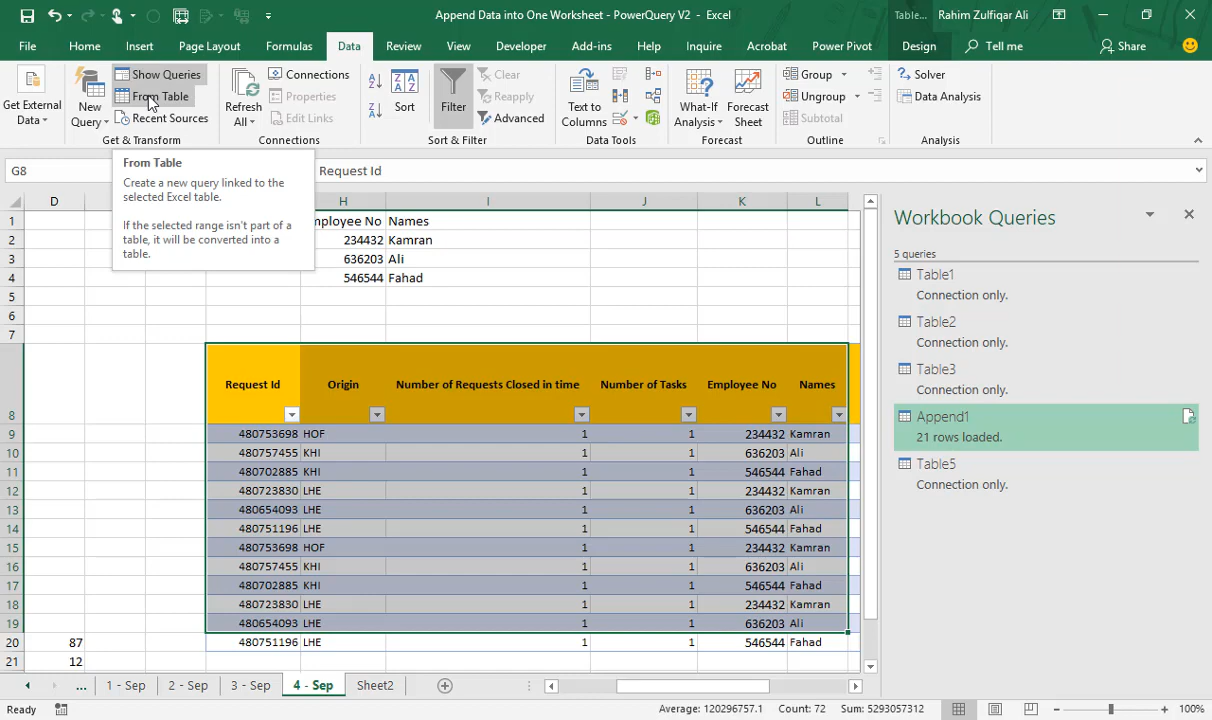 Append Data into One Worksheet - PowerQuery V2 - Excel
Table...
Rahim Zulfiqar Ali
File Home Insert Page Layout Formulas Data Review View Developer Add-ins Help Inquire Acrobat Power Pivot Design Tell me Share
Get External Data
New Query
Show Queries
From Table
Recent Sources
Get & Transform
Refresh All
Connections
Properties
Edit Links
Connections
Sort
Filter
Clear
Reapply
Advanced
Sort & Filter
Text to Columns
Data Tools
What-If Analysis
Forecast Sheet
Forecast
Group
Ungroup
Subtotal
Outline
Solver
Data Analysis
Analysis
G8
Request Id
From Table
Create a new query linked to the
selected Excel table.
If the selected range isn't part of a
table, it will be converted into a
table.
D H I J K L
1 mployee No Names
2 234432 Kamran
3 636203 Ali
4 546544 Fahad
5
6
7
8 Request Id Origin Number of Requests Closed in time Number of Tasks Employee No Names
9 480753698 HOF 1 1 234432 Kamran
10 480757455 KHI 1 1 636203 Ali
11 480702885 KHI 1 1 546544 Fahad
12 480723830 LHE 1 1 234432 Kamran
13 480654093 LHE 1 1 636203 Ali
14 480751196 LHE 1 1 546544 Fahad
15 480753698 HOF 1 1 234432 Kamran
16 480757455 KHI 1 1 636203 Ali
17 480702885 KHI 1 1 546544 Fahad
18 480723830 LHE 1 1 234432 Kamran
19 480654093 LHE 1 1 636203 Ali
20 87 480751196 LHE 1 1 546544 Fahad
21 12
Workbook Queries
5 queries
Table1
Connection only.
Table2
Connection only.
Table3
Connection only.
Append1
21 rows loaded.
Table5
Connection only.
... 1 - Sep 2 - Sep 3 - Sep 4 - Sep Sheet2
Ready
Average: 120296757.1 Count: 72 Sum: 5293057312
100%